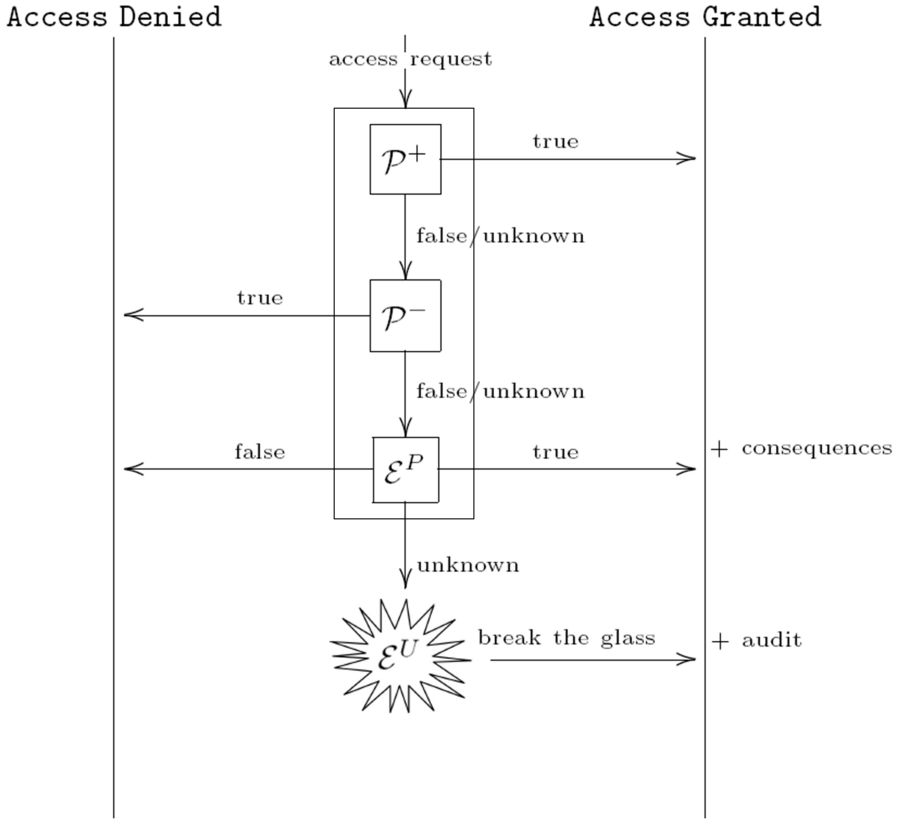 Access Denied
Access Granted
access request
𝒫⁺
true
false/unknown
true
𝒫⁻
false/unknown
false
ℰᴾ
true
+ consequences
unknown
ℰᵁ
break the glass
+ audit